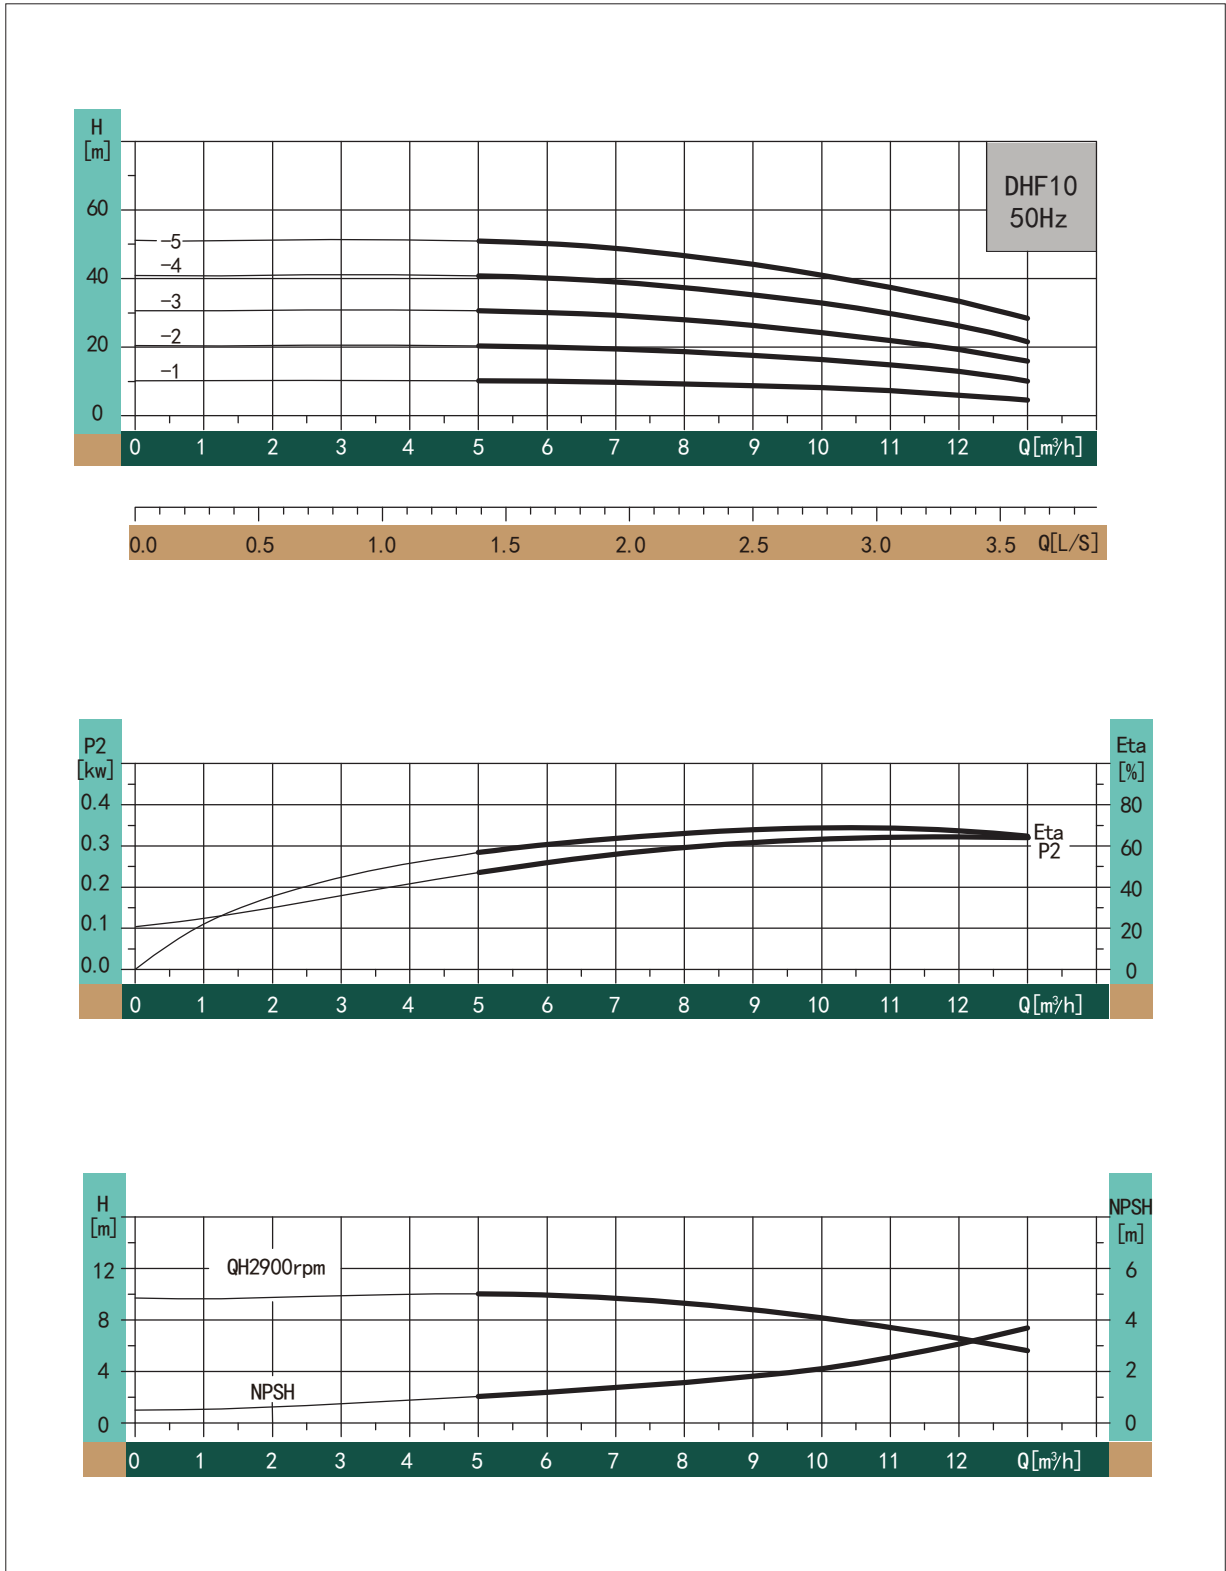 H
[m]
DHF10
50Hz
60
-5
-4
40
-3
-2
20
-1
0
0 1 2 3 4 5 6 7 8 9 10 11 12 Q[m³/h]
0.0 0.5 1.0 1.5 2.0 2.5 3.0 3.5 Q[L/S]
P2 Eta
[kw] [%]
0.4 80
Eta
0.3 60
P2
0.2 40
0.1 20
0.0 0
0 1 2 3 4 5 6 7 8 9 10 11 12 Q[m³/h]
H NPSH
[m] [m]
12 QH2900rpm 6
8 4
4 2
NPSH
0 0
0 1 2 3 4 5 6 7 8 9 10 11 12 Q[m³/h]